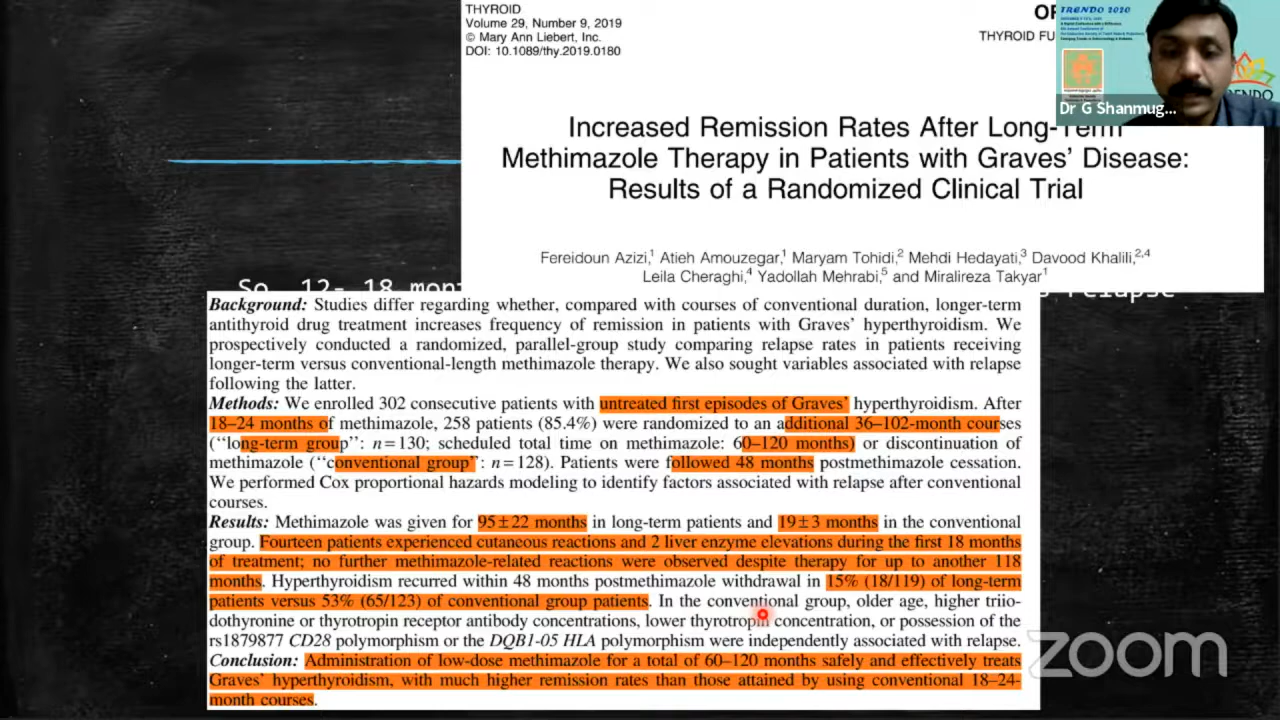 THYROID
Volume 29, Number 9, 2019
© Mary Ann Liebert, Inc.
DOI: 10.1089/thy.2019.0180
THYROID
TRENDO 2020
Dr G Shanmug...
Increased Remission Rates After Long-Term
Methimazole Therapy in Patients with Graves' Disease:
Results of a Randomized Clinical Trial
Fereidoun Azizi,1 Atieh Amouzegar,1 Maryam Tohidi,2 Mehdi Hedayati,3 Davood Khalili,2,4
Leila Cheraghi,4 Yadollah Mehrabi,5 and Miralireza Takyar1
So, 12- 18 relapse
Background: Studies differ regarding whether, compared with courses of conventional duration, longer-term
antithyroid drug treatment increases frequency of remission in patients with Graves' hyperthyroidism. We
prospectively conducted a randomized, parallel-group study comparing relapse rates in patients receiving
longer-term versus conventional-length methimazole therapy. We also sought variables associated with relapse
following the latter.
Methods: We enrolled 302 consecutive patients with untreated first episodes of Graves' hyperthyroidism. After
18–24 months of methimazole, 258 patients (85.4%) were randomized to an additional 36–102-month courses
(''long-term group'': n=130; scheduled total time on methimazole: 60–120 months) or discontinuation of
methimazole (''conventional group'': n=128). Patients were followed 48 months postmethimazole cessation.
We performed Cox proportional hazards modeling to identify factors associated with relapse after conventional
courses.
Results: Methimazole was given for 95±22 months in long-term patients and 19±3 months in the conventional
group. Fourteen patients experienced cutaneous reactions and 2 liver enzyme elevations during the first 18 months
of treatment; no further methimazole-related reactions were observed despite therapy for up to another 118
months. Hyperthyroidism recurred within 48 months postmethimazole withdrawal in 15% (18/119) of long-term
patients versus 53% (65/123) of conventional group patients. In the conventional group, older age, higher triio-
dothyronine or thyrotropin receptor antibody concentrations, lower thyrotropin concentration, or possession of the
rs1879877 CD28 polymorphism or the DQB1-05 HLA polymorphism were independently associated with relapse.
Conclusion: Administration of low-dose methimazole for a total of 60–120 months safely and effectively treats
Graves' hyperthyroidism, with much higher remission rates than those attained by using conventional 18–24-
month courses.
zoom